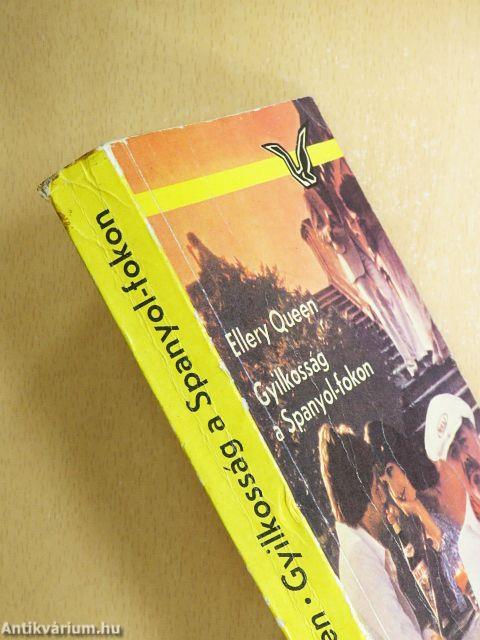 Ellery Queen
Gyilkosság
a Spanyol-fokon
en • Gyilkosság a Spanyol-fokon
Antikvárium.hu